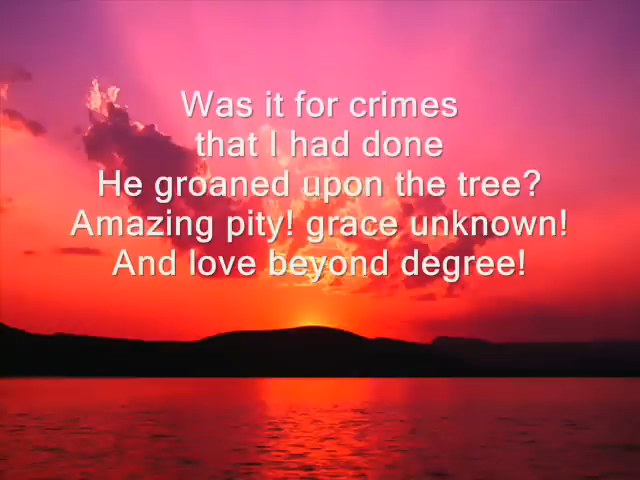 Was it for crimes
that I had done
He groaned upon the tree?
Amazing pity! grace unknown!
And love beyond degree!